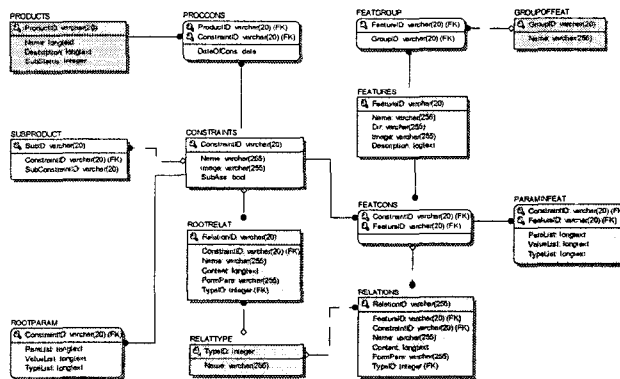 PRODUCTS
ProductID varchar(20)
Name longtext
Description longtext
SubStatus integer
PROCCONS
ProductID varchar(20) (FK)
ConstraintID varchar(20) (FK)
DateOfCons date
FEATGROUP
FeatureID varchar(20) (FK)
GroupID varchar(20) (FK)
GROUPOFFEAT
GroupID varchar(20)
Name varchar(255)
FEATURES
FeatureID varchar(20)
Name varchar(255)
Dir varchar(255)
Image varchar(255)
Description logtext
SUBPRODUCT
SubID varchar(20)
ConstraintID varchar(20) (FK)
SubConstraintID varchar(20)
CONSTRAINTS
ConstraintID varchar(20)
Name varchar(255)
Image varchar(255)
SubAss bool
FEATCONS
ConstraintID varchar(20) (FK)
FeatureID varchar(20) (FK)
PARAMINFEAT
ConstraintID varchar(20) (FK)
FeatureID varchar(20) (FK)
ParaList longtext
ValueList longtext
TypeList longtext
ROOTRELAT
RelationID varchar(20)
ConstraintID varchar(20) (FK)
Name varchar(255)
Content longtext
FormPara varchar(255)
TypeID integer (FK)
ROOTPARAM
ConstraintID varchar(20) (FK)
ParaList longtext
ValueList longtext
TypeList longtext
RELATTYPE
TypeID integer
Name varchar(255)
RELATIONS
RelationID varchar(255)
FeatureID varchar(20) (FK)
ConstraintID varchar(20) (FK)
Name varchar(255)
Content longtext
FormPara varchar(255)
TypeID integer (FK)